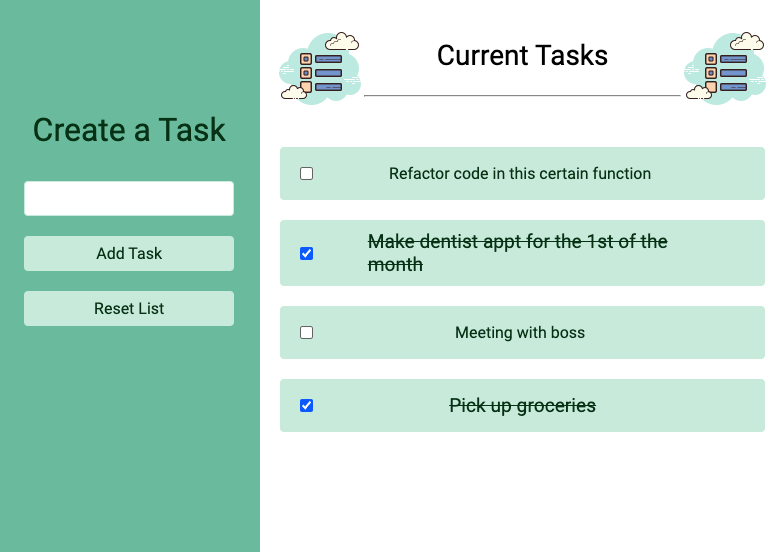 Create a Task
Add Task
Reset List
Current Tasks
Refactor code in this certain function
Make dentist appt for the 1st of the
month
Meeting with boss
Pick up groceries